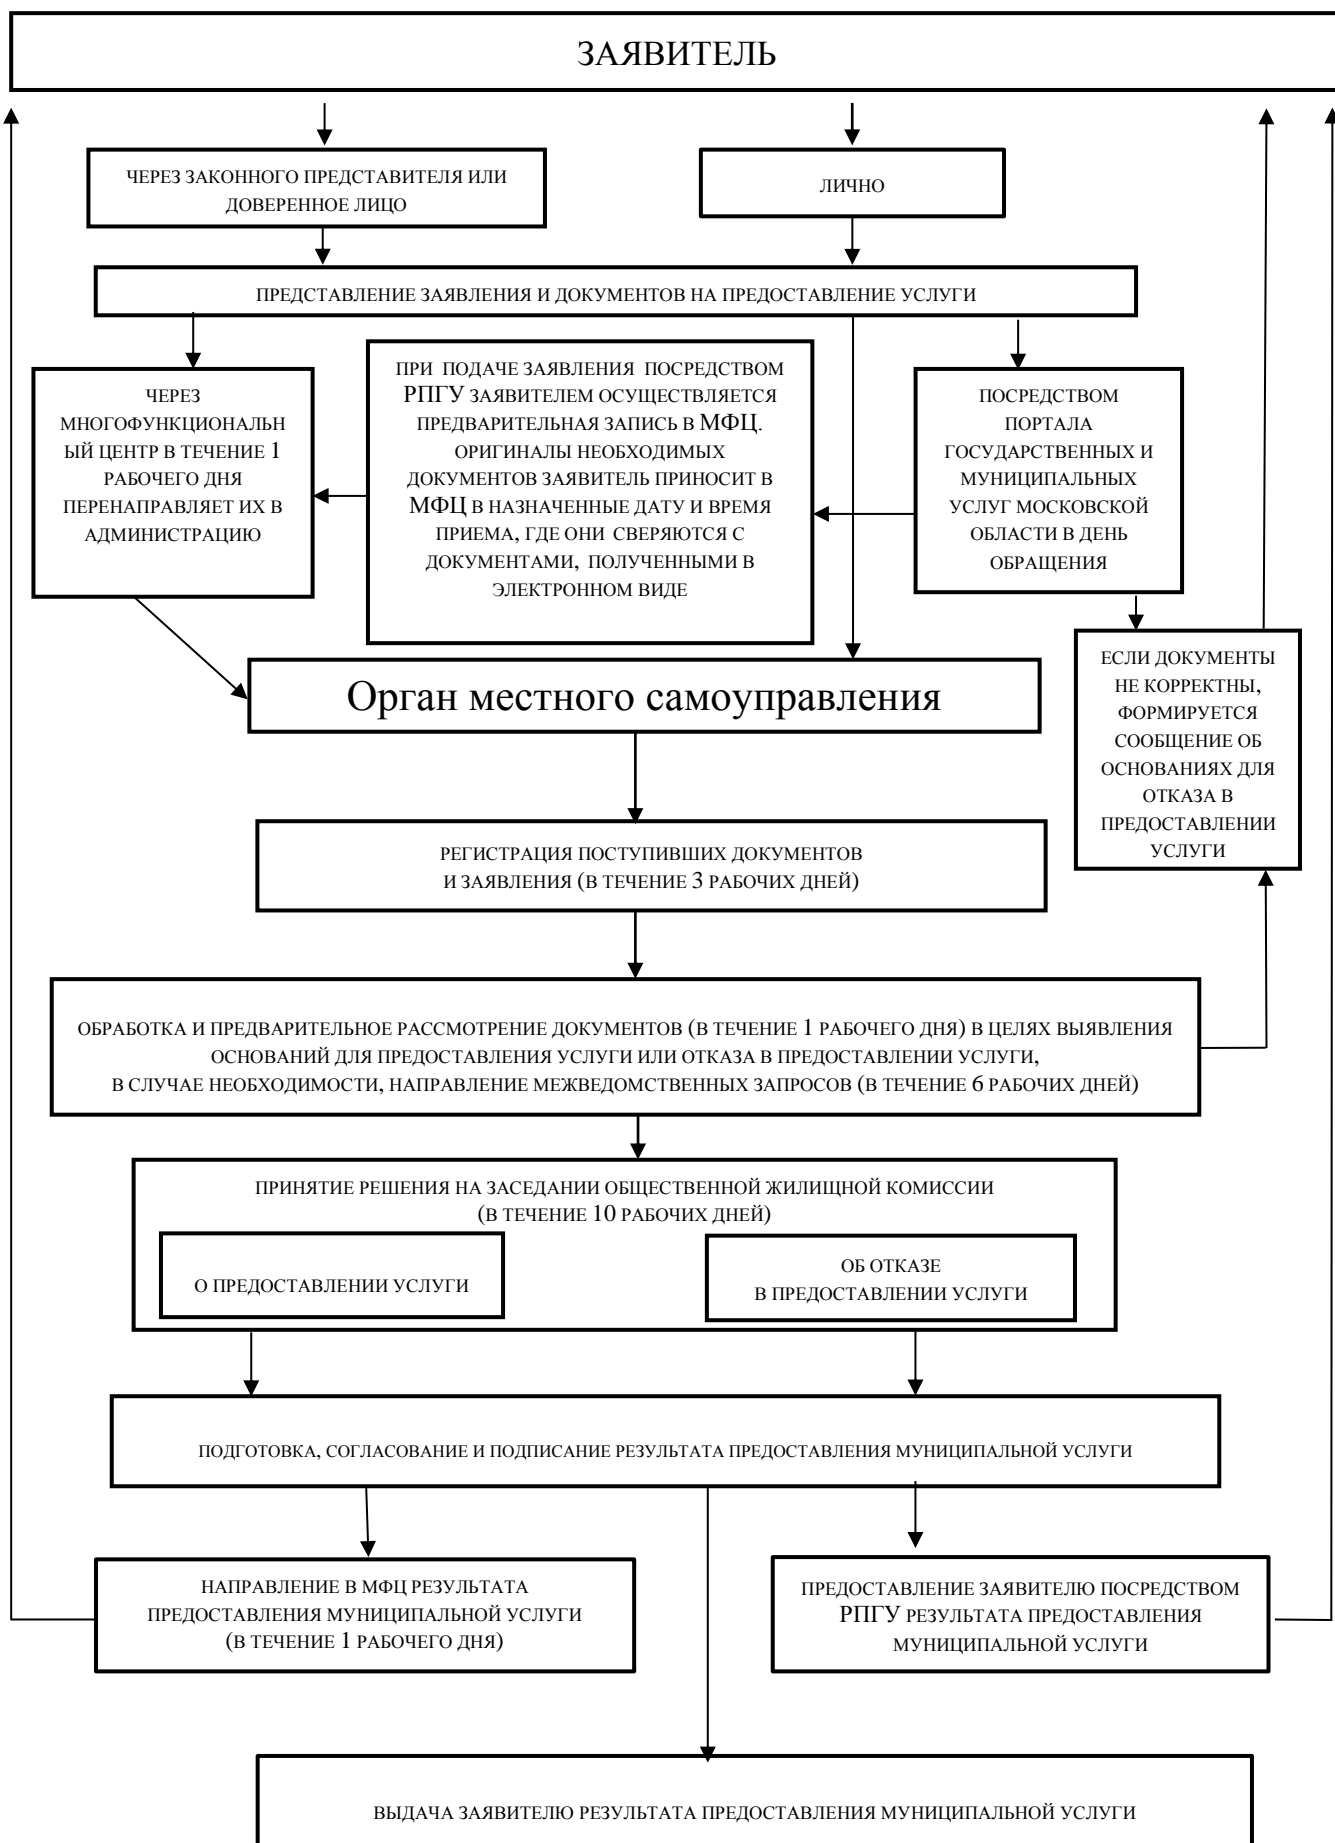 ЗАЯВИТЕЛЬ
ЧЕРЕЗ ЗАКОННОГО ПРЕДСТАВИТЕЛЯ ИЛИ
ДОВЕРЕННОЕ ЛИЦО
ЛИЧНО
ПРЕДСТАВЛЕНИЕ ЗАЯВЛЕНИЯ И ДОКУМЕНТОВ НА ПРЕДОСТАВЛЕНИЕ УСЛУГИ
ЧЕРЕЗ
МНОГОФУНКЦИОНАЛЬН
ЫЙ ЦЕНТР В ТЕЧЕНИЕ 1
РАБОЧЕГО ДНЯ
ПЕРЕНАПРАВЛЯЕТ ИХ В
АДМИНИСТРАЦИЮ
ПРИ ПОДАЧЕ ЗАЯВЛЕНИЯ ПОСРЕДСТВОМ
РПГУ ЗАЯВИТЕЛЕМ ОСУЩЕСТВЛЯЕТСЯ
ПРЕДВАРИТЕЛЬНАЯ ЗАПИСЬ В МФЦ.
ОРИГИНАЛЫ НЕОБХОДИМЫХ
ДОКУМЕНТОВ ЗАЯВИТЕЛЬ ПРИНОСИТ В
МФЦ В НАЗНАЧЕННЫЕ ДАТУ И ВРЕМЯ
ПРИЕМА, ГДЕ ОНИ СВЕРЯЮТСЯ С
ДОКУМЕНТАМИ, ПОЛУЧЕННЫМИ В
ЭЛЕКТРОННОМ ВИДЕ
ПОСРЕДСТВОМ
ПОРТАЛА
ГОСУДАРСТВЕННЫХ И
МУНИЦИПАЛЬНЫХ
УСЛУГ МОСКОВСКОЙ
ОБЛАСТИ В ДЕНЬ
ОБРАЩЕНИЯ
ЕСЛИ ДОКУМЕНТЫ
НЕ КОРРЕКТНЫ,
ФОРМИРУЕТСЯ
СООБЩЕНИЕ ОБ
ОСНОВАНИЯХ ДЛЯ
ОТКАЗА В
ПРЕДОСТАВЛЕНИИ
УСЛУГИ
Орган местного самоуправления
РЕГИСТРАЦИЯ ПОСТУПИВШИХ ДОКУМЕНТОВ
И ЗАЯВЛЕНИЯ (В ТЕЧЕНИЕ 3 РАБОЧИХ ДНЕЙ)
ОБРАБОТКА И ПРЕДВАРИТЕЛЬНОЕ РАССМОТРЕНИЕ ДОКУМЕНТОВ (В ТЕЧЕНИЕ 1 РАБОЧЕГО ДНЯ) В ЦЕЛЯХ ВЫЯВЛЕНИЯ
ОСНОВАНИЙ ДЛЯ ПРЕДОСТАВЛЕНИЯ УСЛУГИ ИЛИ ОТКАЗА В ПРЕДОСТАВЛЕНИИ УСЛУГИ,
В СЛУЧАЕ НЕОБХОДИМОСТИ, НАПРАВЛЕНИЕ МЕЖВЕДОМСТВЕННЫХ ЗАПРОСОВ (В ТЕЧЕНИЕ 6 РАБОЧИХ ДНЕЙ)
ПРИНЯТИЕ РЕШЕНИЯ НА ЗАСЕДАНИИ ОБЩЕСТВЕННОЙ ЖИЛИЩНОЙ КОМИССИИ
(В ТЕЧЕНИЕ 10 РАБОЧИХ ДНЕЙ)
О ПРЕДОСТАВЛЕНИИ УСЛУГИ
ОБ ОТКАЗЕ
В ПРЕДОСТАВЛЕНИИ УСЛУГИ
ПОДГОТОВКА, СОГЛАСОВАНИЕ И ПОДПИСАНИЕ РЕЗУЛЬТАТА ПРЕДОСТАВЛЕНИЯ МУНИЦИПАЛЬНОЙ УСЛУГИ
НАПРАВЛЕНИЕ В МФЦ РЕЗУЛЬТАТА
ПРЕДОСТАВЛЕНИЯ МУНИЦИПАЛЬНОЙ УСЛУГИ
(В ТЕЧЕНИЕ 1 РАБОЧЕГО ДНЯ)
ПРЕДОСТАВЛЕНИЕ ЗАЯВИТЕЛЮ ПОСРЕДСТВОМ
РПГУ РЕЗУЛЬТАТА ПРЕДОСТАВЛЕНИЯ
МУНИЦИПАЛЬНОЙ УСЛУГИ
ВЫДАЧА ЗАЯВИТЕЛЮ РЕЗУЛЬТАТА ПРЕДОСТАВЛЕНИЯ МУНИЦИПАЛЬНОЙ УСЛУГИ